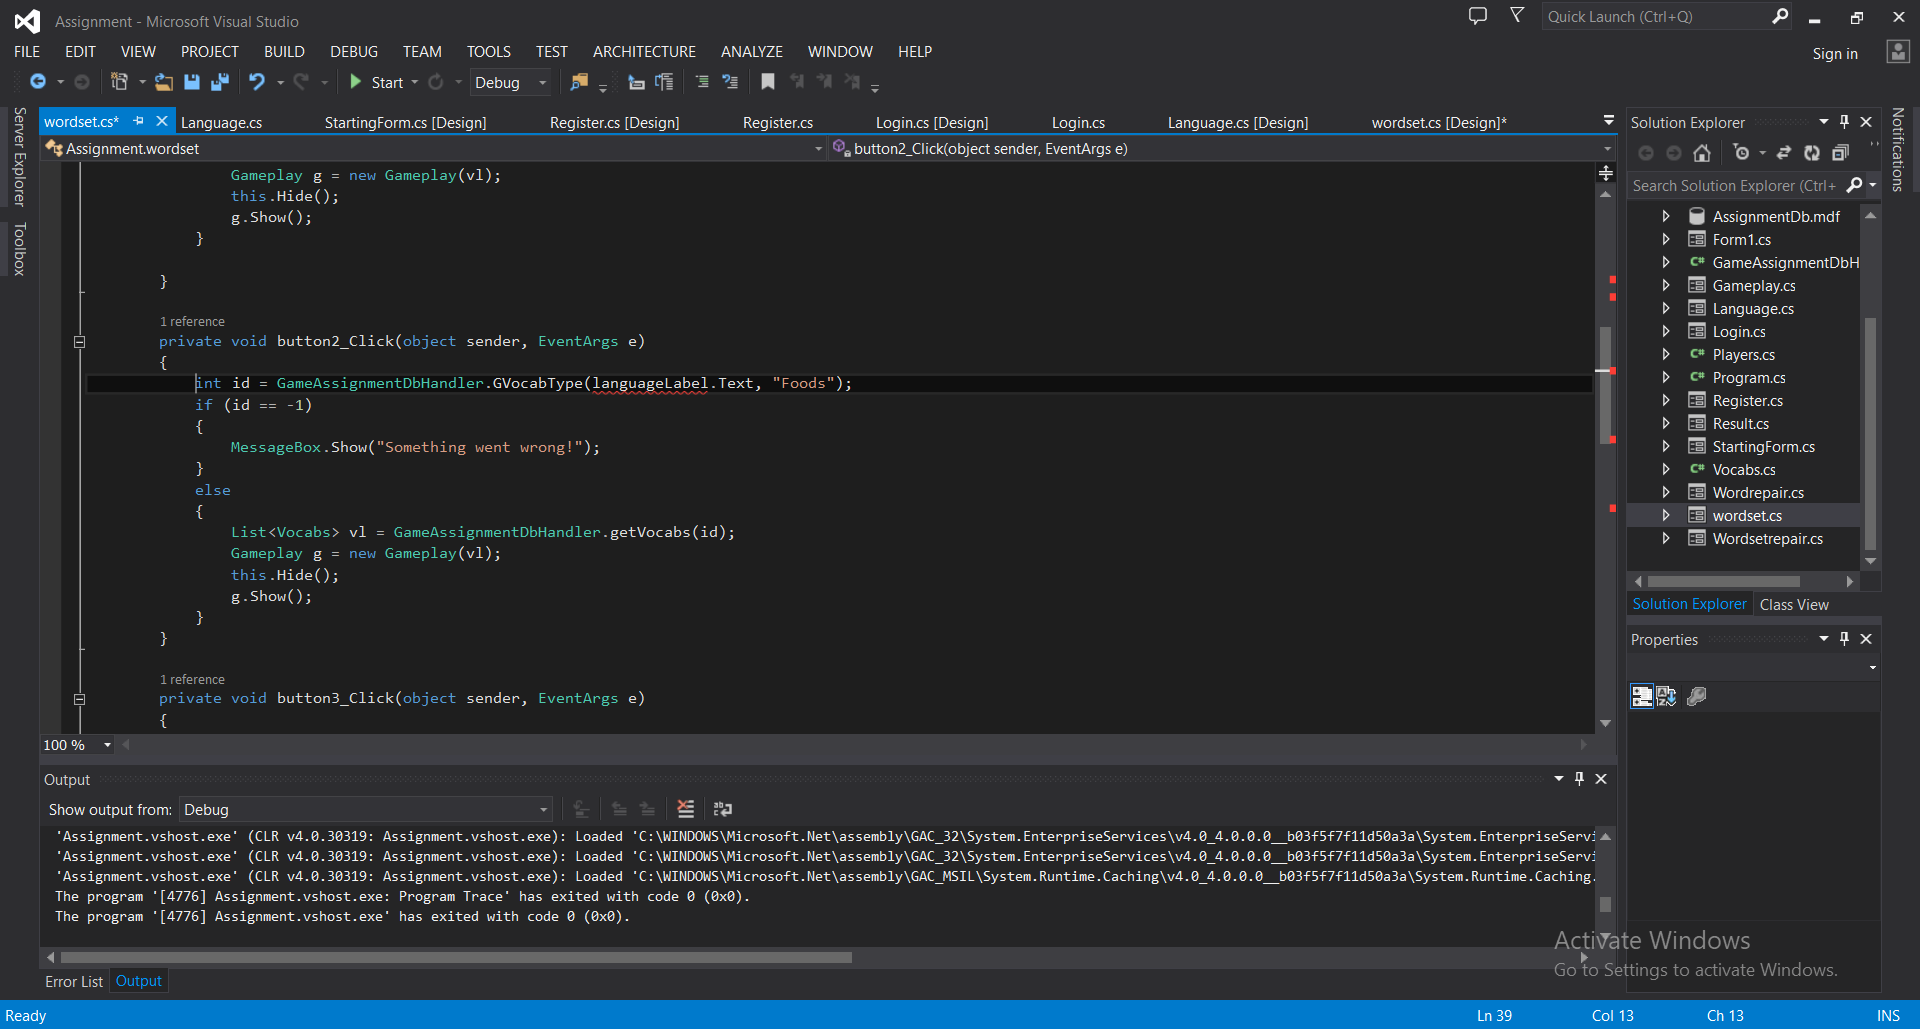 Assignment - Microsoft Visual Studio
Quick Launch (Ctrl+Q)
FILE EDIT VIEW PROJECT BUILD DEBUG TEAM TOOLS TEST ARCHITECTURE ANALYZE WINDOW HELP
Sign in
Start Debug
Server Explorer
Toolbox
wordset.cs* Language.cs StartingForm.cs [Design] Register.cs [Design] Register.cs Login.cs [Design] Login.cs Language.cs [Design] wordset.cs [Design]*
Assignment.wordset button2_Click(object sender, EventArgs e)
Gameplay g = new Gameplay(vl);
this.Hide();
g.Show();
}
}
1 reference
private void button2_Click(object sender, EventArgs e)
{
int id = GameAssignmentDbHandler.GVocabType(languageLabel.Text, "Foods");
if (id == -1)
{
MessageBox.Show("Something went wrong!");
}
else
{
List<Vocabs> vl = GameAssignmentDbHandler.getVocabs(id);
Gameplay g = new Gameplay(vl);
this.Hide();
g.Show();
}
}
1 reference
private void button3_Click(object sender, EventArgs e)
{
100 %
Output
Show output from: Debug
'Assignment.vshost.exe' (CLR v4.0.30319: Assignment.vshost.exe): Loaded 'C:\WINDOWS\Microsoft.Net\assembly\GAC_32\System.EnterpriseServices\v4.0_4.0.0.0__b03f5f7f11d50a3a\System.EnterpriseServi
'Assignment.vshost.exe' (CLR v4.0.30319: Assignment.vshost.exe): Loaded 'C:\WINDOWS\Microsoft.Net\assembly\GAC_32\System.EnterpriseServices\v4.0_4.0.0.0__b03f5f7f11d50a3a\System.EnterpriseServi
'Assignment.vshost.exe' (CLR v4.0.30319: Assignment.vshost.exe): Loaded 'C:\WINDOWS\Microsoft.Net\assembly\GAC_MSIL\System.Runtime.Caching\v4.0_4.0.0.0__b03f5f7f11d50a3a\System.Runtime.Caching.
The program '[4776] Assignment.vshost.exe: Program Trace' has exited with code 0 (0x0).
The program '[4776] Assignment.vshost.exe' has exited with code 0 (0x0).
Error List Output
Solution Explorer
Search Solution Explorer (Ctrl+
AssignmentDb.mdf
Form1.cs
GameAssignmentDbH
Gameplay.cs
Language.cs
Login.cs
Players.cs
Program.cs
Register.cs
Result.cs
StartingForm.cs
Vocabs.cs
Wordrepair.cs
wordset.cs
Wordsetrepair.cs
Solution Explorer Class View
Properties
Notifications
Activate Windows
Go to Settings to activate Windows.
Ready Ln 39 Col 13 Ch 13 INS